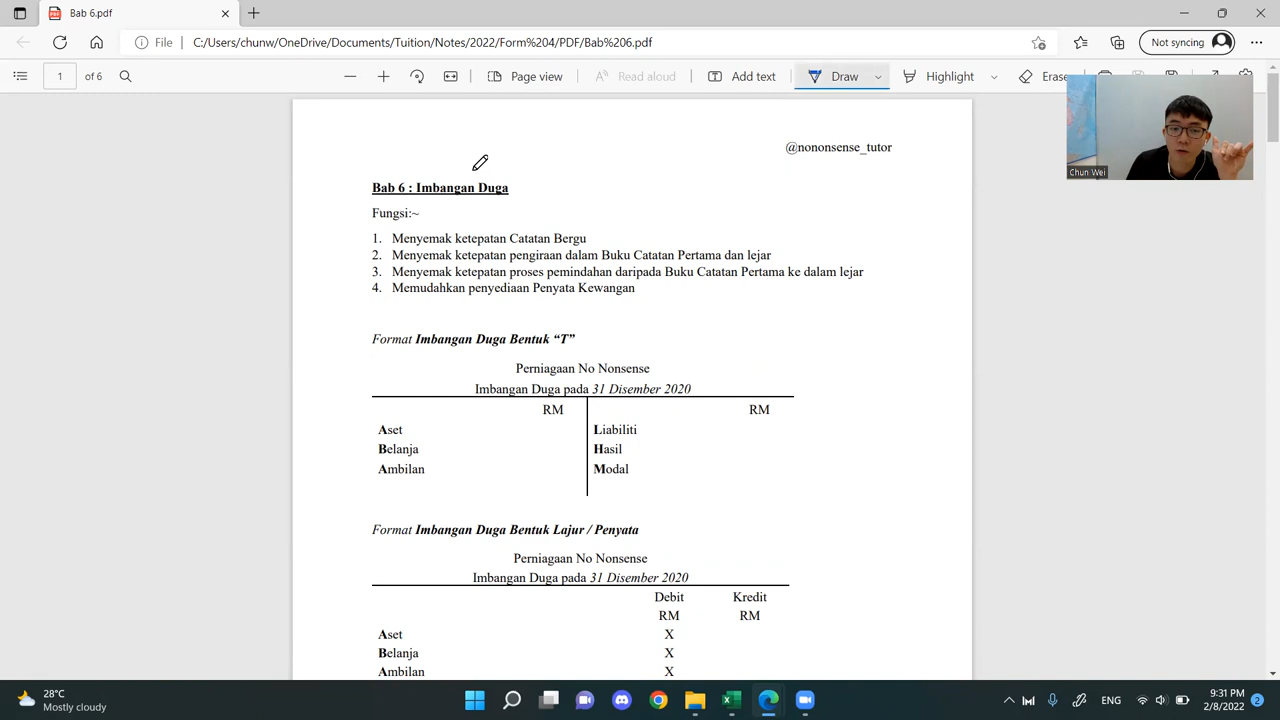 Bab 6.pdf
File
C:/Users/chunw/OneDrive/Documents/Tuition/Notes/2022/Form%204/PDF/Bab%206.pdf
Not syncing
1 of 6
Page view
Read aloud
Add text
Draw
Highlight
Erase
Chun Wei
@nononsense_tutor
Bab 6 : Imbangan Duga
Fungsi:~
1. Menyemak ketepatan Catatan Bergu
2. Menyemak ketepatan pengiraan dalam Buku Catatan Pertama dan lejar
3. Menyemak ketepatan proses pemindahan daripada Buku Catatan Pertama ke dalam lejar
4. Memudahkan penyediaan Penyata Kewangan
Format Imbangan Duga Bentuk “T”
Perniagaan No Nonsense
Imbangan Duga pada 31 Disember 2020
RM RM
Aset Liabiliti
Belanja Hasil
Ambilan Modal
Format Imbangan Duga Bentuk Lajur / Penyata
Perniagaan No Nonsense
Imbangan Duga pada 31 Disember 2020
Debit Kredit
RM RM
Aset X
Belanja X
Ambilan X
28°C
Mostly cloudy
ENG
9:31 PM
2/8/2022
2